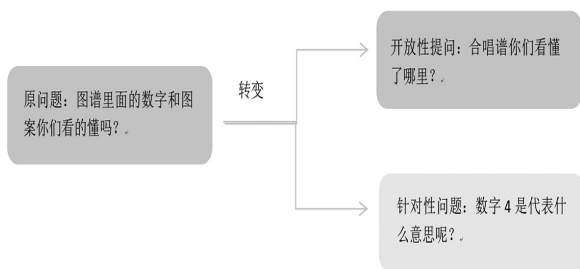 原问题：图谱里面的数字和图
案你们看的懂吗？
转变
开放性提问：合唱谱你们看懂
了哪里？
针对性问题：数字 4 是代表什
么意思呢？